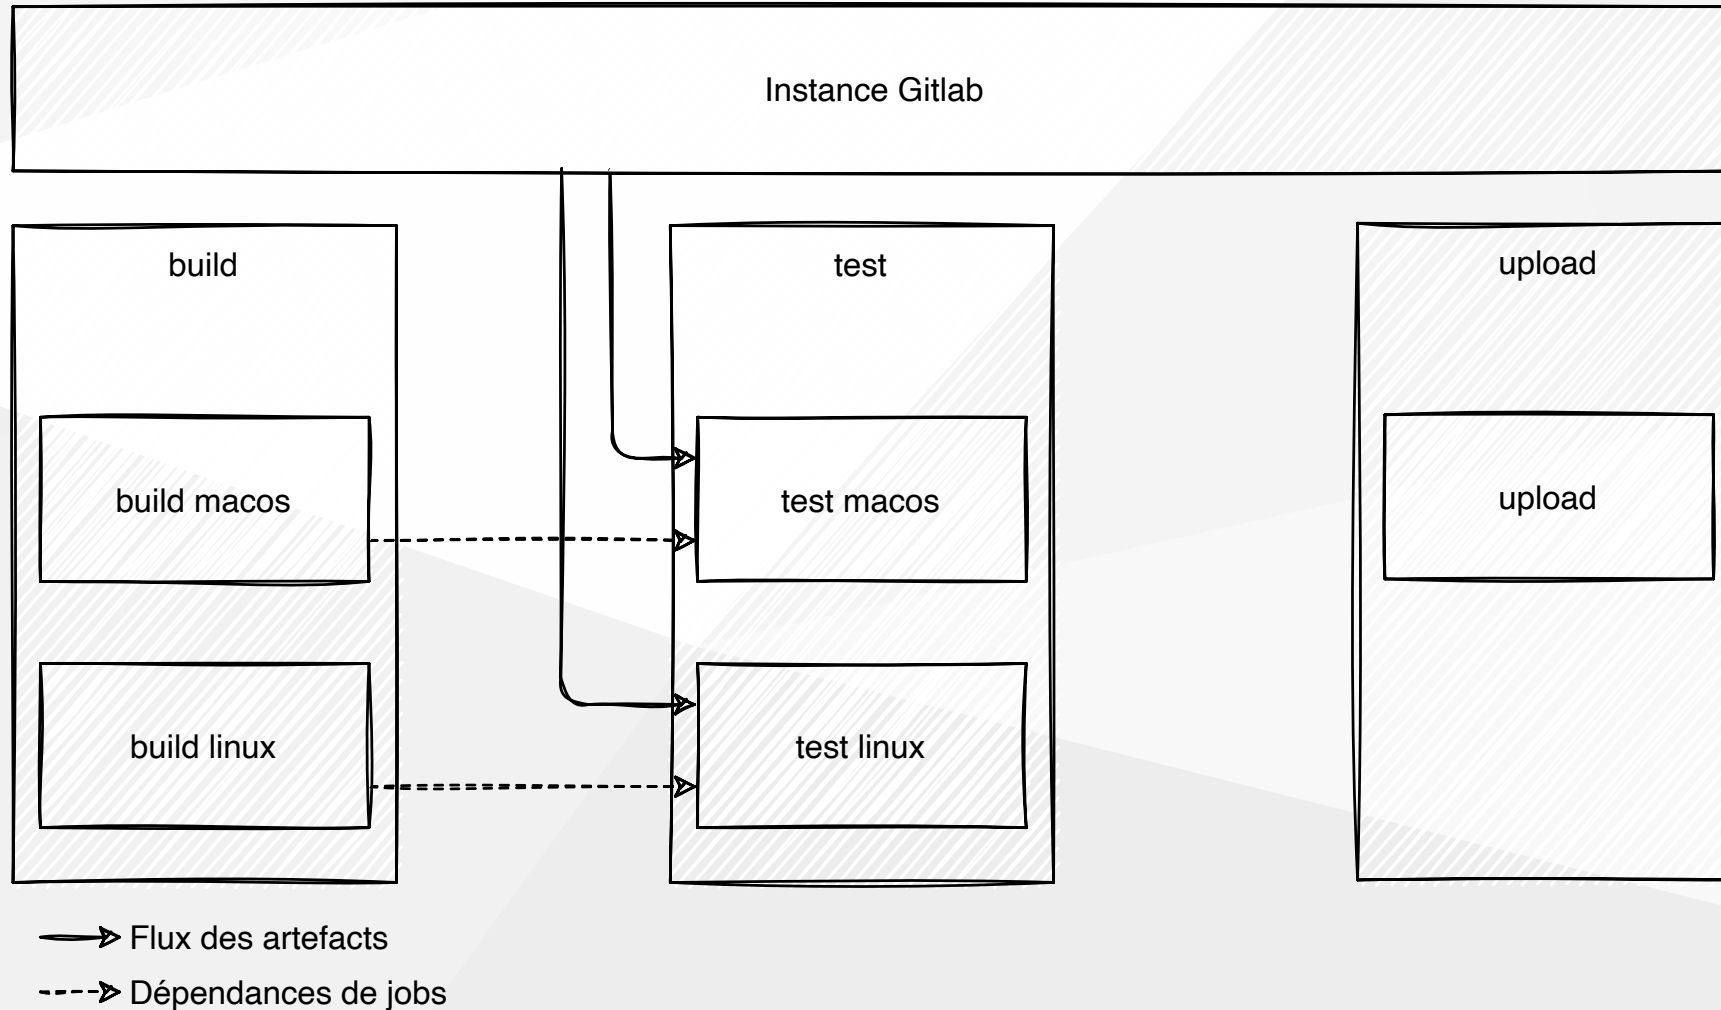 Instance Gitlab
build
test
upload
build macos
test macos
upload
build linux
test linux
Flux des artefacts
Dépendances de jobs